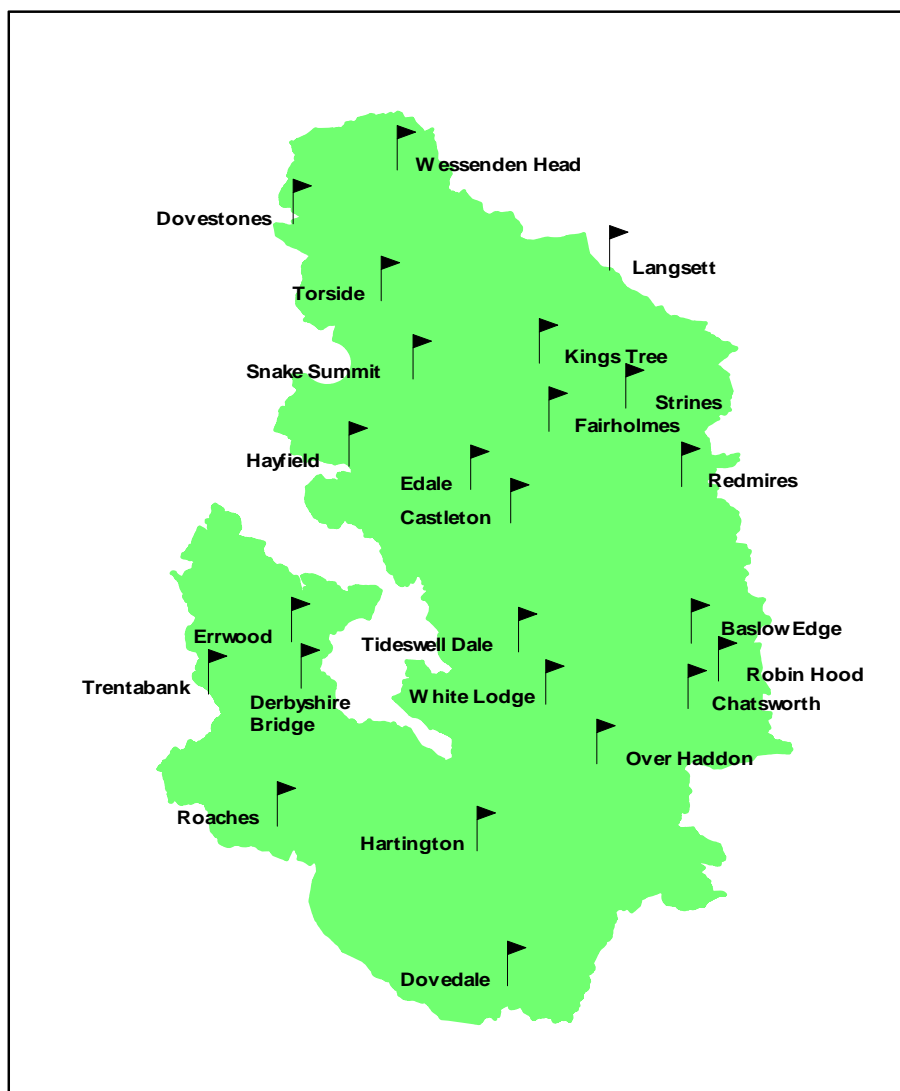 Wessenden Head
Dovestones
Langsett
Torside
Kings Tree
Snake Summit
Strines
Fairholmes
Hayfield
Edale
Redmires
Castleton
Baslow Edge
Errwood
Tideswell Dale
Robin Hood
Trentabank
White Lodge
Chatsworth
Derbyshire
Bridge
Over Haddon
Roaches
Hartington
Dovedale